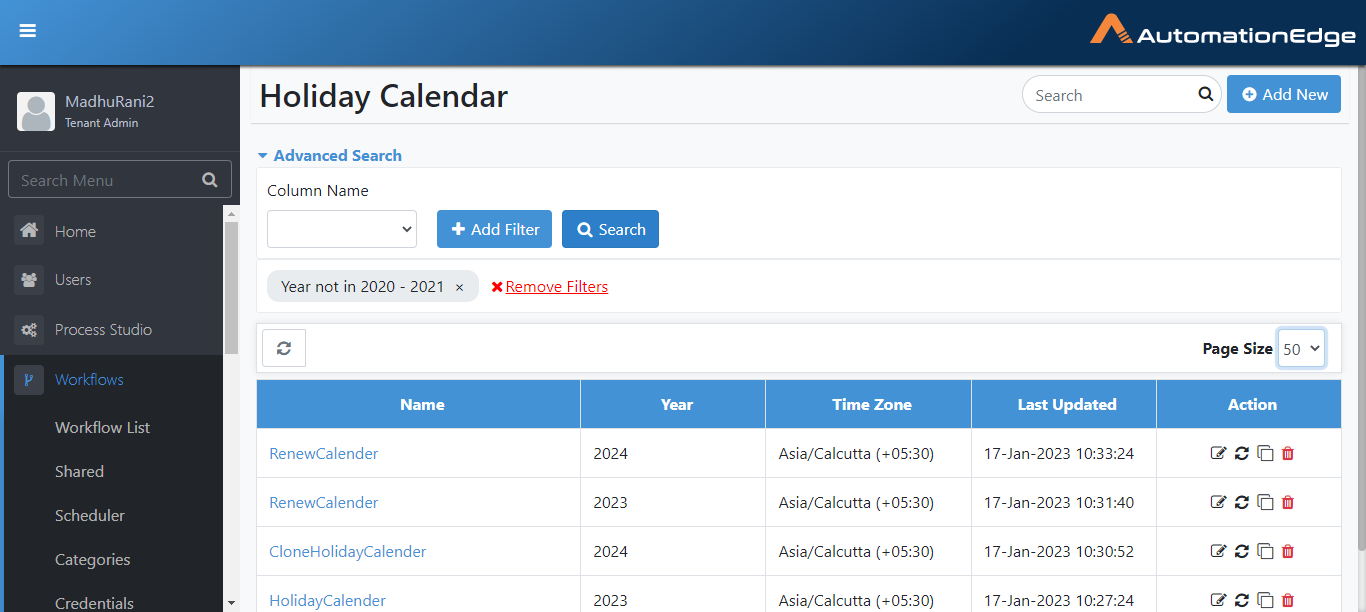 AutomationEdge
MadhuRani2
Tenant Admin
Search Menu
Home
Users
Process Studio
Workflows
Workflow List
Shared
Scheduler
Categories
Credentials
Holiday Calendar
Search
Add New
Advanced Search
Column Name
Add Filter
Search
Year not in 2020 - 2021 ×
Remove Filters
Page Size 50
Name Year Time Zone Last Updated Action
RenewCalender 2024 Asia/Calcutta (+05:30) 17-Jan-2023 10:33:24
RenewCalender 2023 Asia/Calcutta (+05:30) 17-Jan-2023 10:31:40
CloneHolidayCalender 2024 Asia/Calcutta (+05:30) 17-Jan-2023 10:30:52
HolidayCalender 2023 Asia/Calcutta (+05:30) 17-Jan-2023 10:27:24